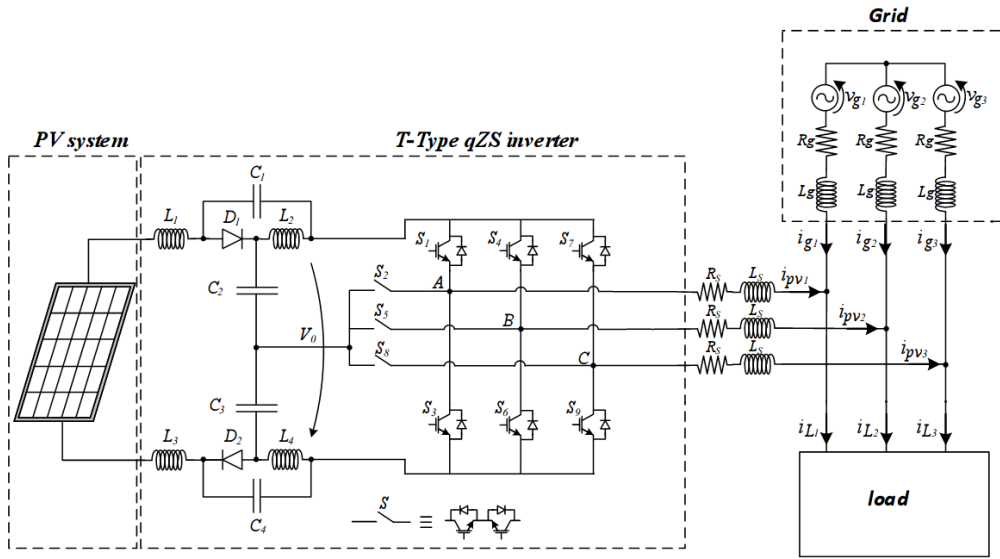 Grid
vg1 vg2 vg3
Rg Rg Rg
Lg Lg Lg
PV system
T-Type qZS inverter
C1
L1 D1 L2
S1 S4 S7
ig1 ig2 ig3
S2
A
RS LS ipv1
C2
S5
B
RS LS ipv2
V0
S8
C
RS LS ipv3
C3
S3 S6 S9
L3 D2 L4
iL1 iL2 iL3
C4
S ≡
load